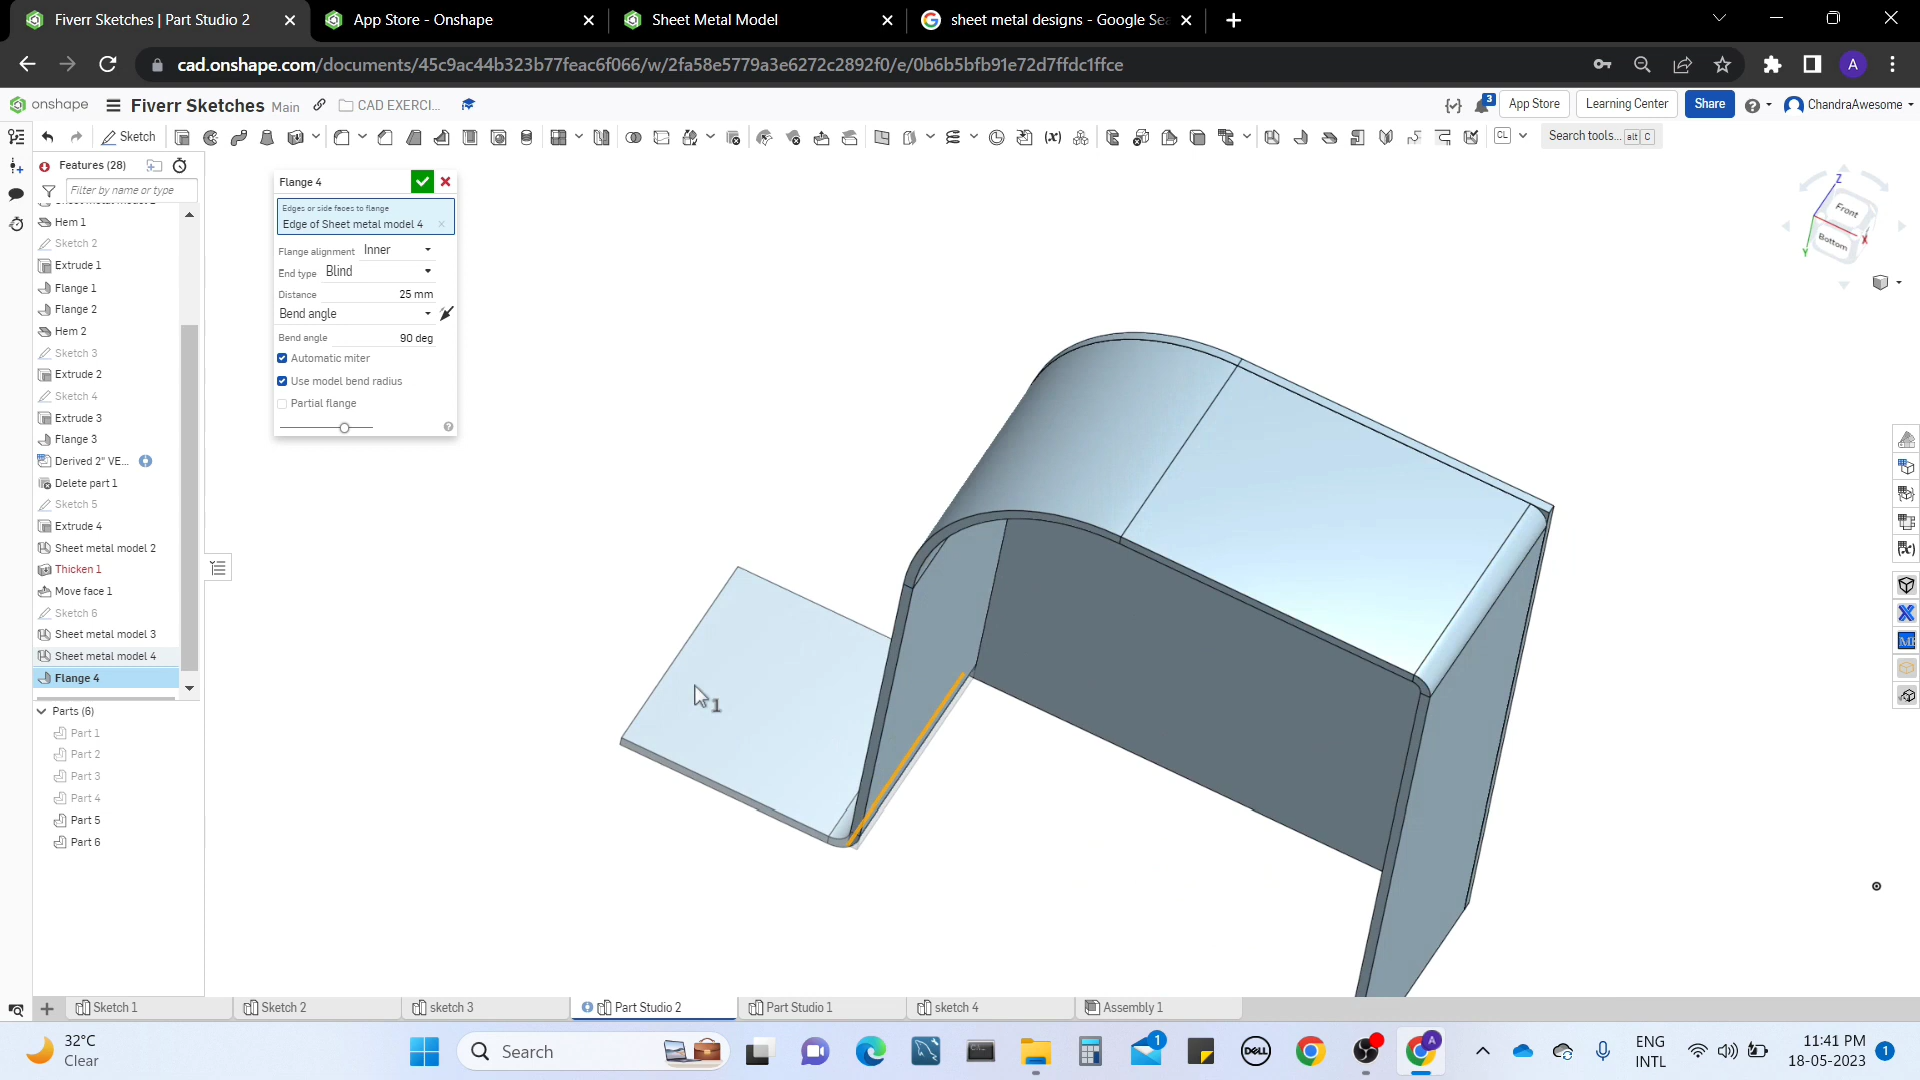 Fiverr Sketches | Part Studio 2
App Store - Onshape
Sheet Metal Model
sheet metal designs - Google Sea
cad.onshape.com/documents/45c9ac44b323b77feac6f066/w/2fa58e5779a3e6272c2892f0/e/0b6b5bfb91e72d7ffdc1ffce
A
onshape
Fiverr Sketches
Main
CAD EXERCI...
3
App Store
Learning Center
Share
ChandraAwesome
Sketch
CL
Search tools...
alt
C
Features (28)
Filter by name or type
Hem 1
Sketch 2
Extrude 1
Flange 1
Flange 2
Hem 2
Sketch 3
Extrude 2
Sketch 4
Extrude 3
Flange 3
Derived 2" VE...
Delete part 1
Sketch 5
Extrude 4
Sheet metal model 2
Thicken 1
Move face 1
Sketch 6
Sheet metal model 3
Sheet metal model 4
Flange 4
Parts (6)
Part 1
Part 2
Part 3
Part 4
Part 5
Part 6
Flange 4
Edges or side faces to flange
Edge of Sheet metal model 4
Flange alignment Inner
End type Blind
Distance 25 mm
Bend angle
Bend angle 90 deg
Automatic miter
Use model bend radius
Partial flange
1
Z
Front
Bottom
X
Y
Sketch 1
Sketch 2
sketch 3
Part Studio 2
Part Studio 1
sketch 4
Assembly 1
32°C
Clear
Search
DELL
1
A
ENG
INTL
11:41 PM
18-05-2023
1